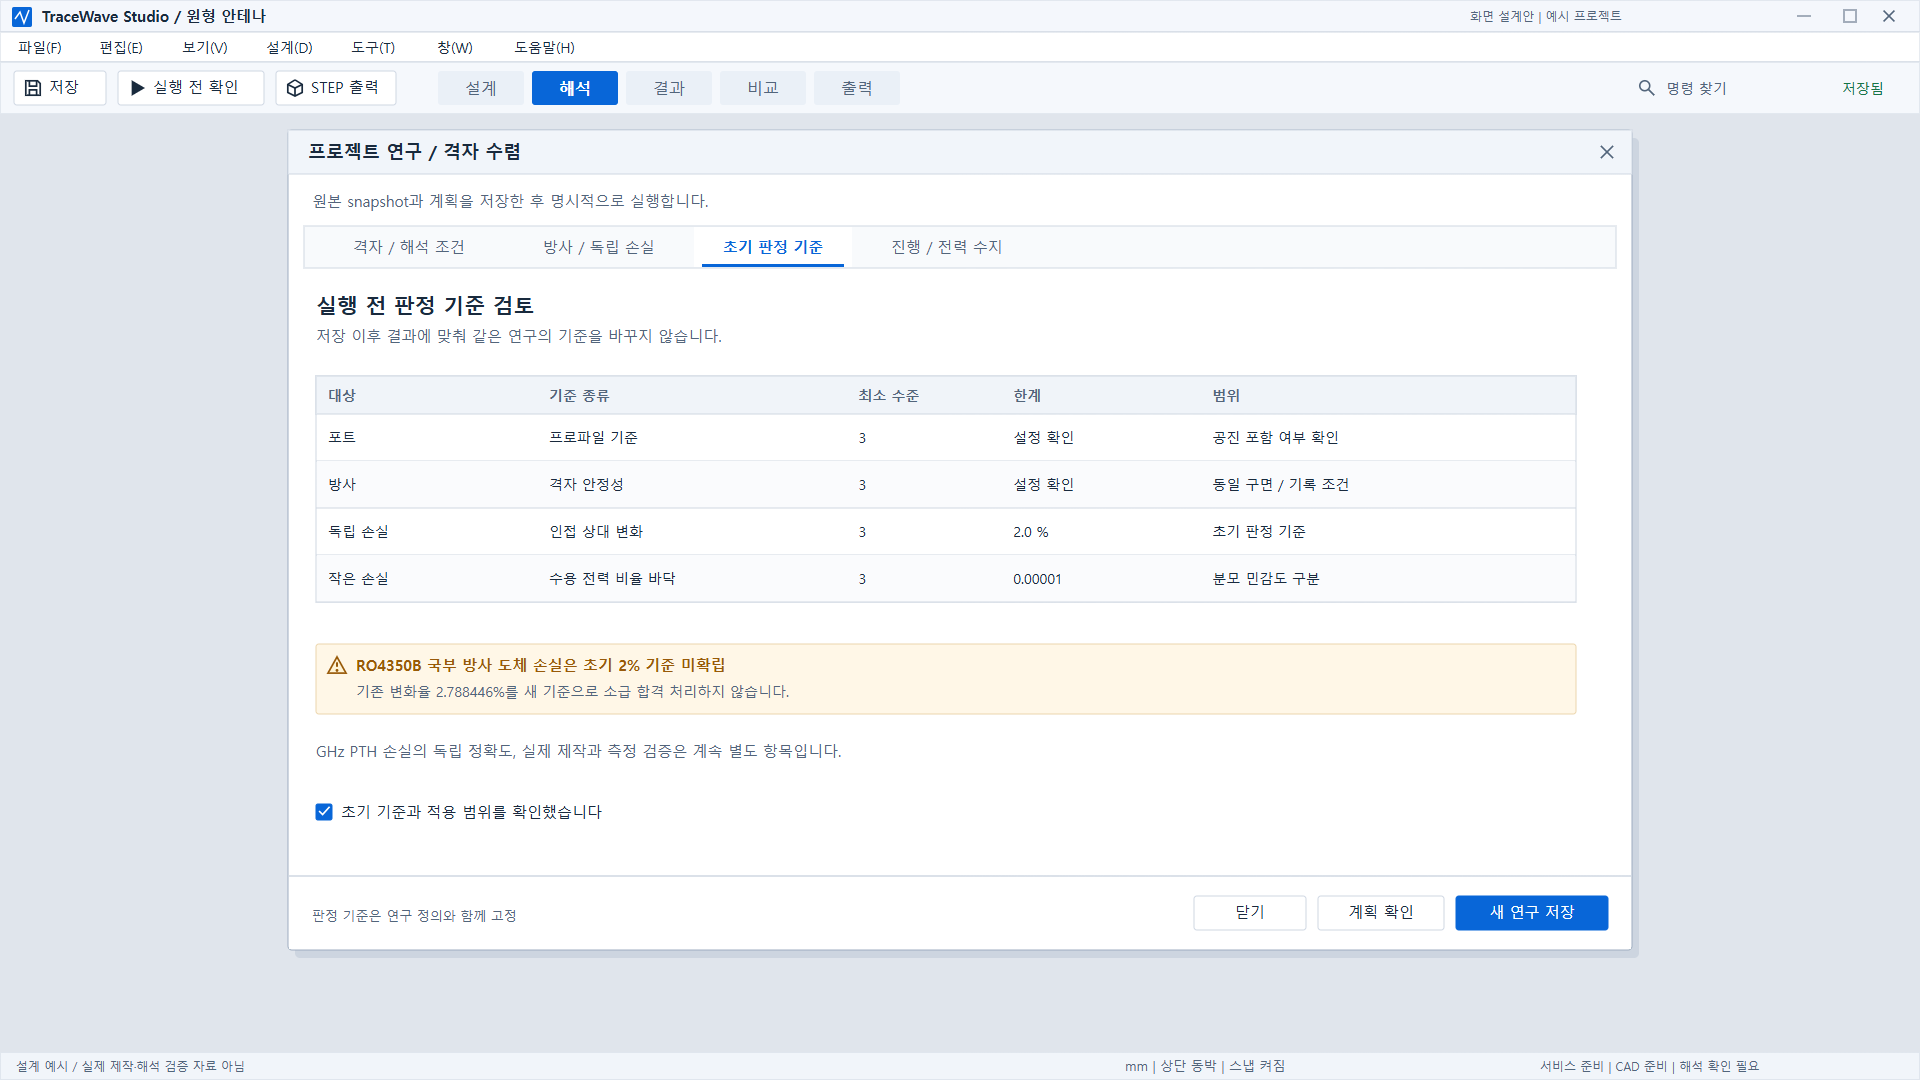 TraceWave Studio / 원형 안테나
화면 설계안 | 예시 프로젝트
파일(F) 편집(E) 보기(V) 설계(D) 도구(T) 창(W) 도움말(H)
저장 실행 전 확인 STEP 출력 설계 해석 결과 비교 출력 명령 찾기 저장됨
프로젝트 연구 / 격자 수렴
원본 snapshot과 계획을 저장한 후 명시적으로 실행합니다.
격자 / 해석 조건 방사 / 독립 손실 초기 판정 기준 진행 / 전력 수지
실행 전 판정 기준 검토
저장 이후 결과에 맞춰 같은 연구의 기준을 바꾸지 않습니다.
대상 기준 종류 최소 수준 한계 범위
포트 프로파일 기준 3 설정 확인 공진 포함 여부 확인
방사 격자 안정성 3 설정 확인 동일 구면 / 기록 조건
독립 손실 인접 상대 변화 3 2.0 % 초기 판정 기준
작은 손실 수용 전력 비율 바닥 3 0.00001 분모 민감도 구분
RO4350B 국부 방사 도체 손실은 초기 2% 기준 미확립
기존 변화율 2.788446%를 새 기준으로 소급 합격 처리하지 않습니다.
GHz PTH 손실의 독립 정확도, 실제 제작과 측정 검증은 계속 별도 항목입니다.
초기 기준과 적용 범위를 확인했습니다
판정 기준은 연구 정의와 함께 고정
닫기 계획 확인 새 연구 저장
설계 예시 / 실제 제작·해석 검증 자료 아님
mm | 상단 동박 | 스냅 켜짐
서비스 준비 | CAD 준비 | 해석 확인 필요